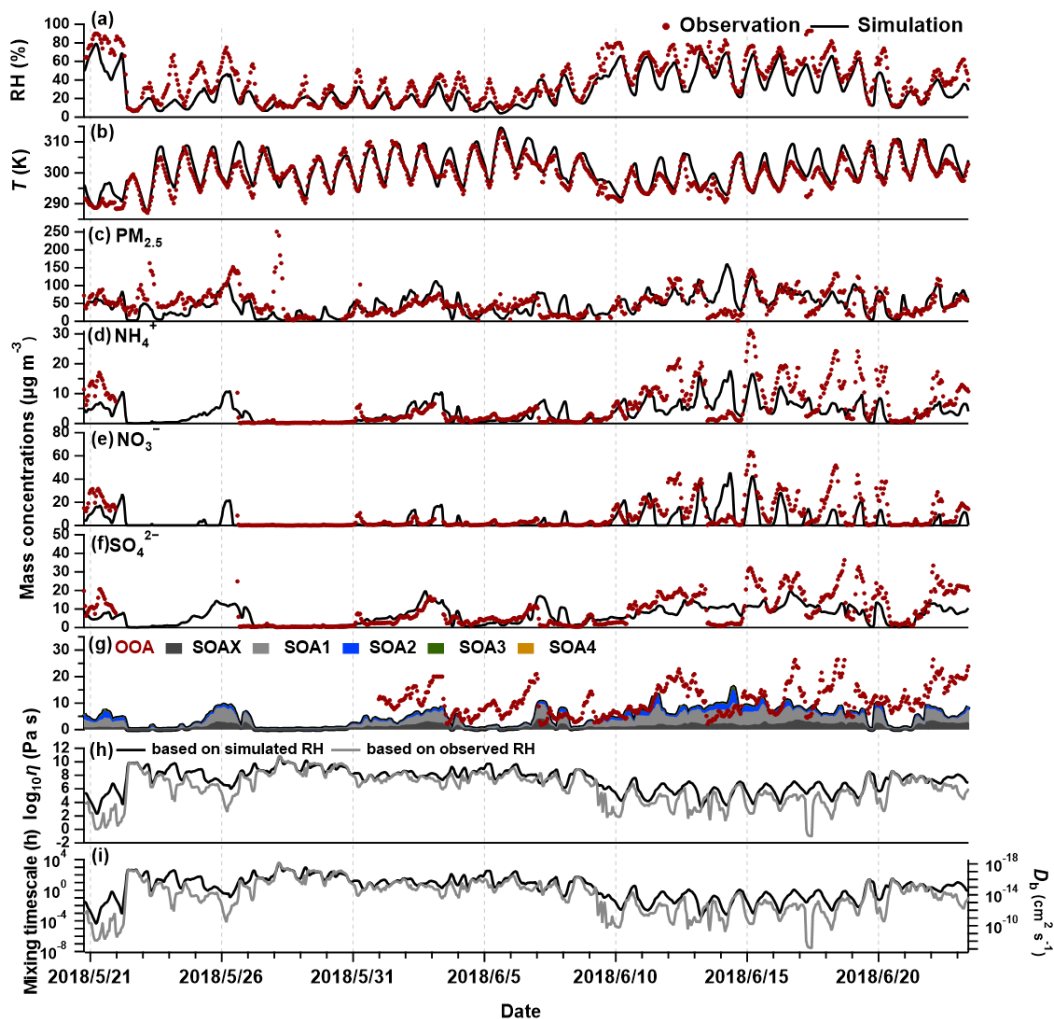 (a)
Observation
Simulation
RH (%)
100
80
60
40
20
0
(b)
T (K)
310
300
290
(c) PM2.5
250
200
150
100
50
0
Mass concentrations (µg m⁻³)
(d) NH4⁺
30
20
10
0
(e) NO3⁻
80
60
40
20
0
(f) SO4²⁻
50
40
30
20
10
0
(g)
OOA SOAX SOA1 SOA2 SOA3 SOA4
30
20
10
0
(h)
based on simulated RH
based on observed RH
log10η (Pa s)
12
10
8
6
4
2
0
-2
(i)
Mixing timescale (h)
10⁴
10⁰
10⁻⁴
10⁻⁸
10⁻¹⁸
10⁻¹⁴
10⁻¹⁰
Db (cm² s⁻¹)
2018/5/21 2018/5/26 2018/5/31 2018/6/5 2018/6/10 2018/6/15 2018/6/20
Date